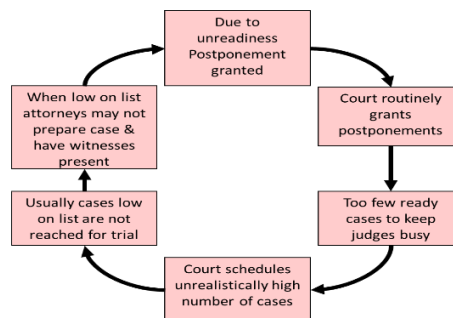 Due to
unreadiness
Postponement
granted
Court routinely
grants
postponements
Too few ready
cases to keep
judges busy
Court schedules
unrealistically high
number of cases
Usually cases low
on list are not
reached for trial
When low on list
attorneys may not
prepare case &
have witnesses
present